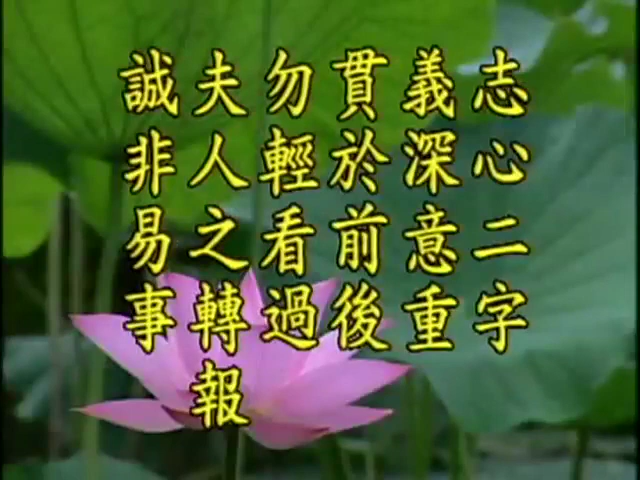 志心二字
義深意重
貫於前後
勿輕看過
夫人之轉報
誠非易事